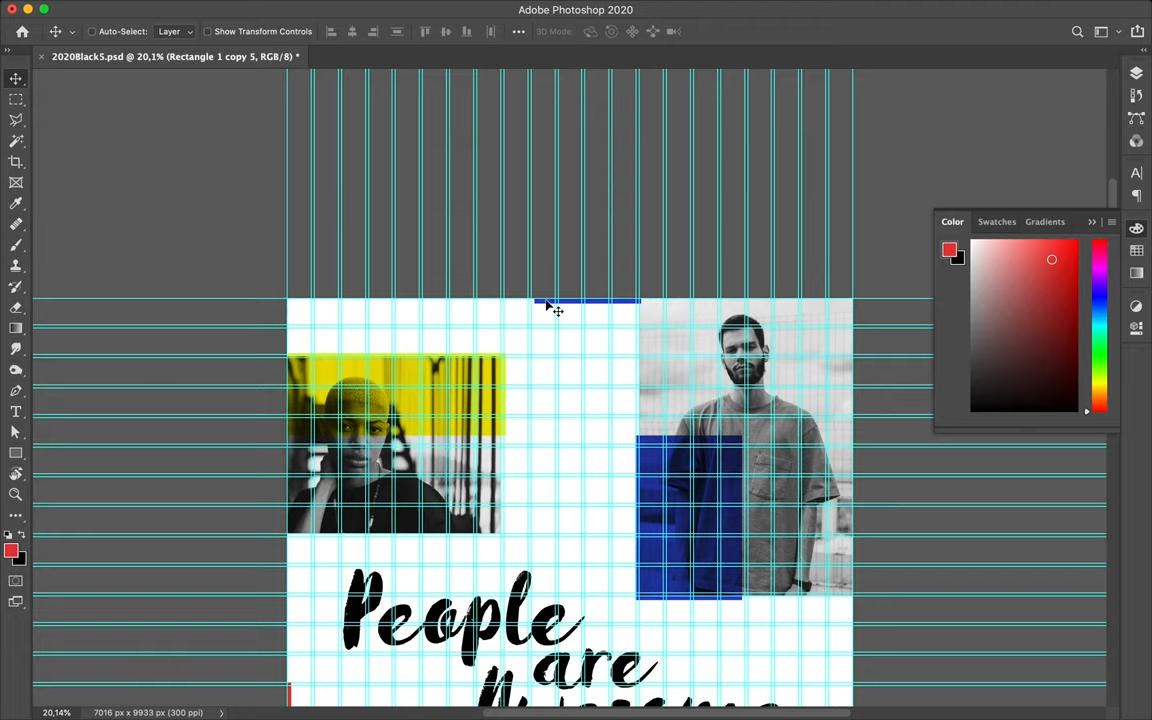 Adobe Photoshop 2020
Auto-Select: Layer Show Transform Controls 3D Mode:
2020Black5.psd @ 20,1% (Rectangle 1 copy 5, RGB/8) *
Color Swatches Gradients
People
are
Awesome
20,14% 7016 px x 9933 px (300 ppi)